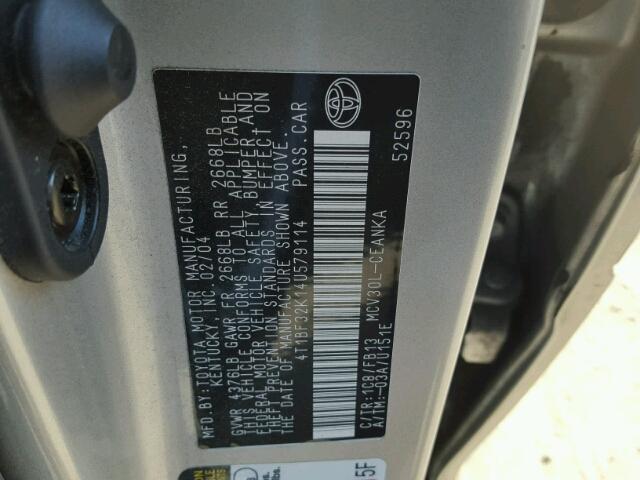 MFD.BY:TOYOTA MOTOR MANUFACTURING,
KENTUCKY, INC. 02/04
GVWR 4376LB GAWR FR 2668LB RR 2668LB
THIS VEHICLE CONFORMS TO ALL APPLICABLE
FEDERAL MOTOR VEHICLE SAFETY BUMPER AND
THEFT PREVENTION STANDARDS IN EFFECT ON
THE DATE OF MANUFACTURE SHOWN ABOVE.
4T1BF32K14U579114 PASS.CAR
C/TR:1C8/FB13 MCV30L-CEANKA
A/TM:-03A/U151E
52596
5F